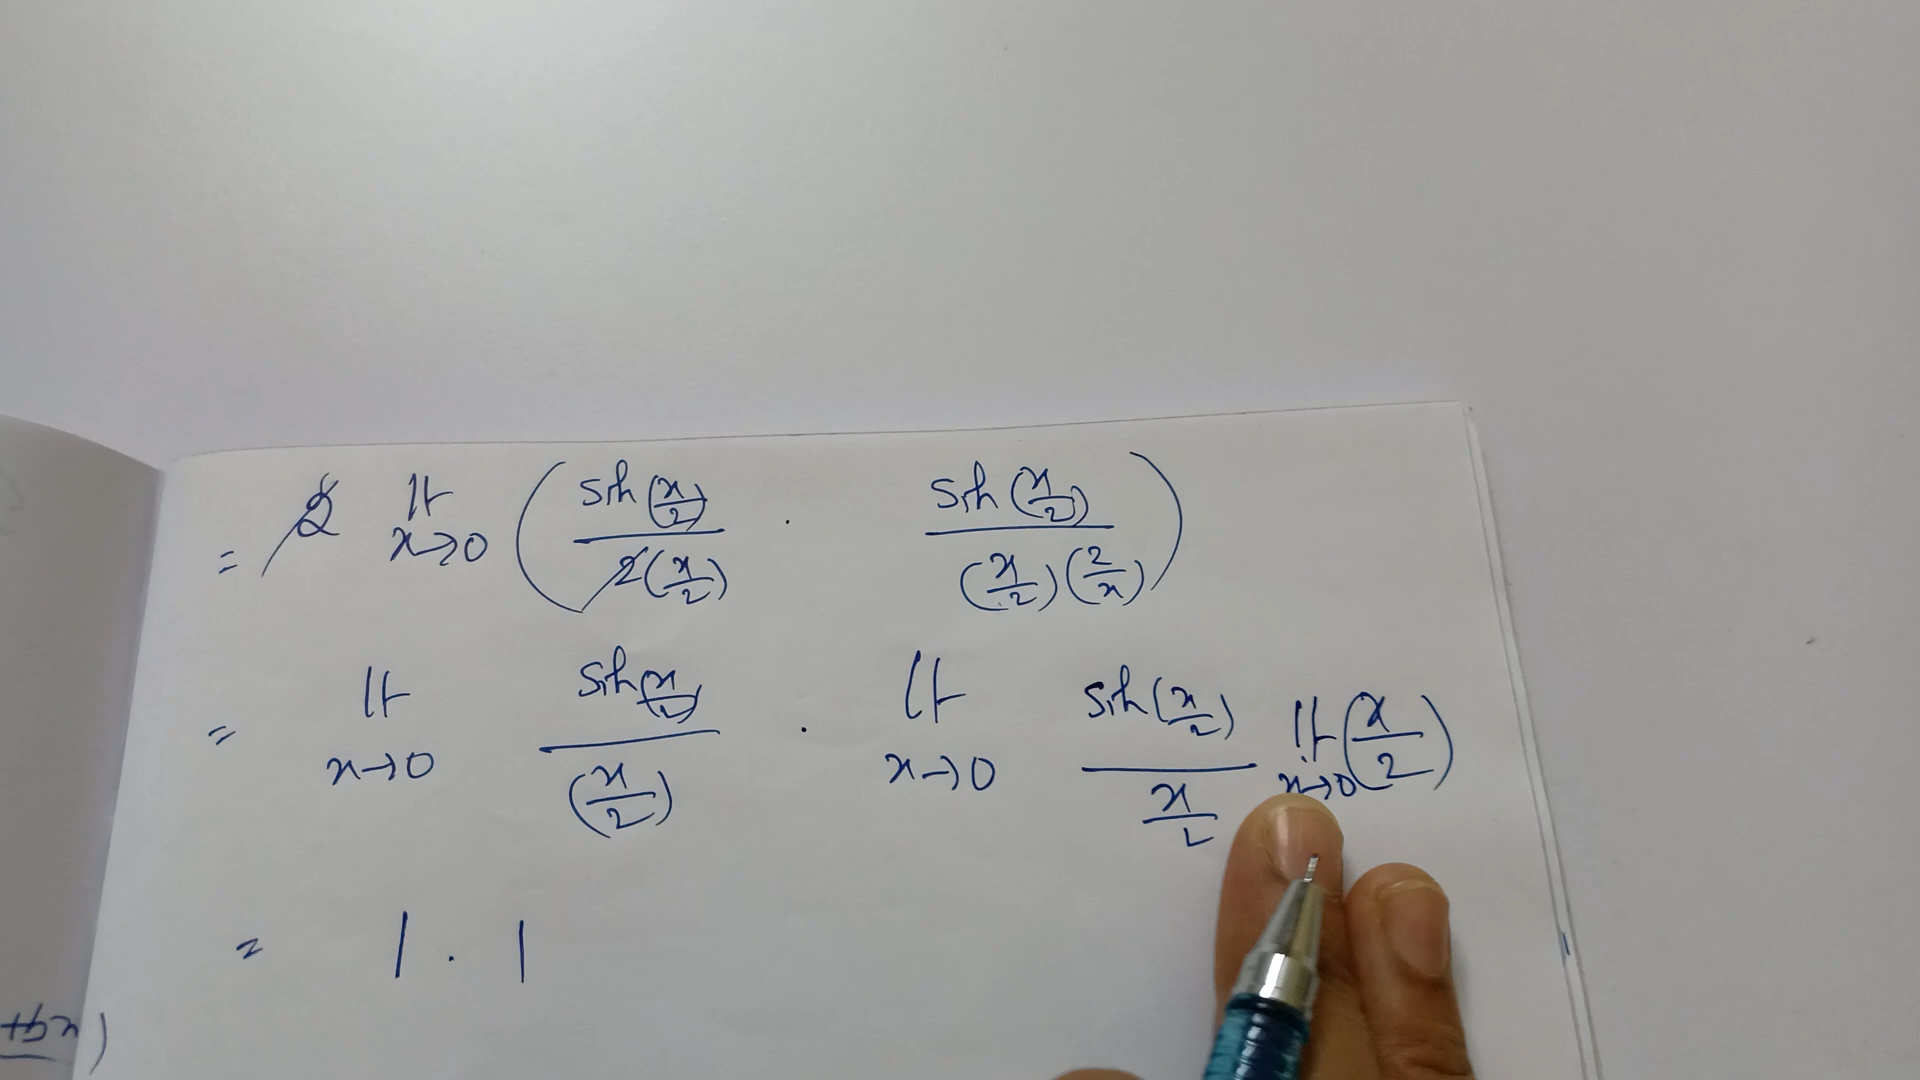 = 2 lt x→0 ( sin(x/2) / 2(x/2) . sin(x/2) / (x/2)(2/x) )
= lt x→0 sin(x/2) / (x/2) . lt x→0 sin(x/2) / x/2 lt x→0 (x/2)
= 1 . 1